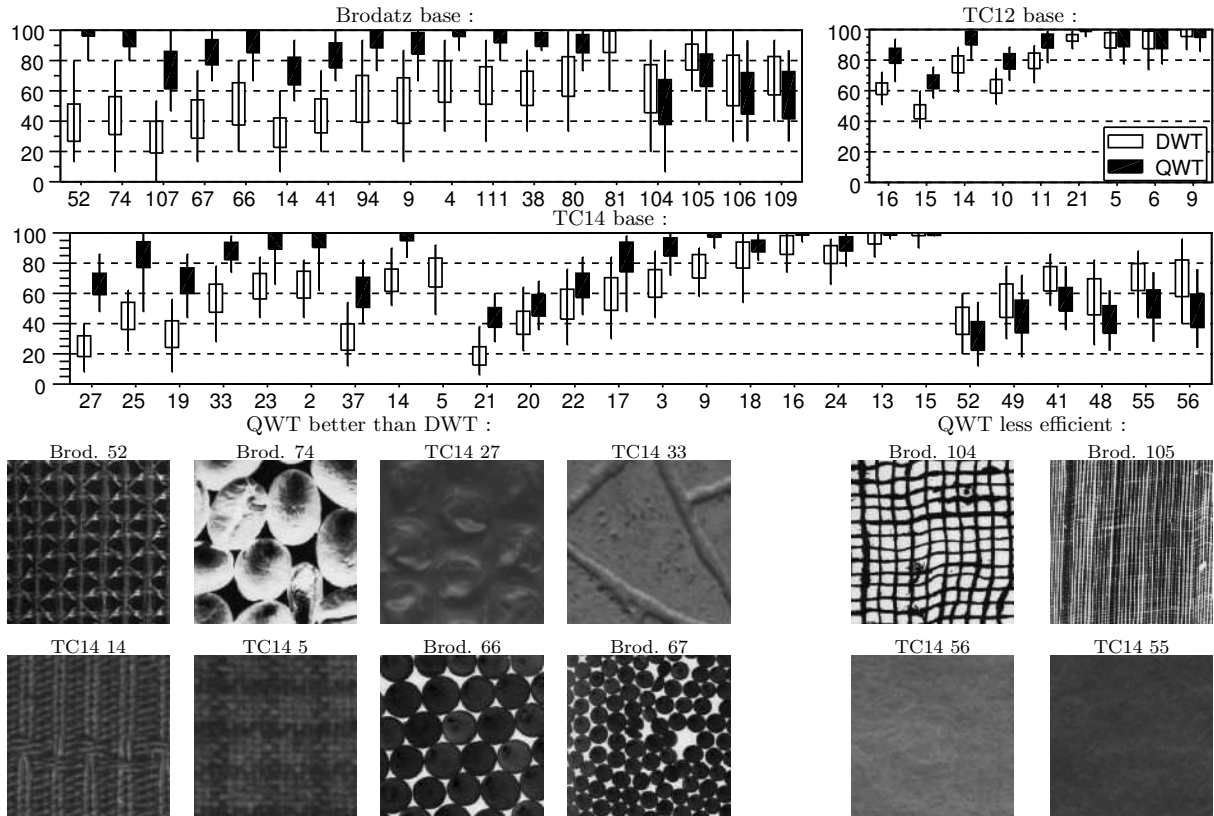 Brodatz base :
TC12 base :
100
80
60
40
20
0
52 74 107 67 66 14 41 94 9 4 111 38 80 81 104 105 106 109
100
80
60
40
20
0
16 15 14 10 11 21 5 6 9
DWT
QWT
TC14 base :
100
80
60
40
20
0
27 25 19 33 23 2 37 14 5 21 20 22 17 3 9 18 16 24 13 15 52 49 41 48 55 56
QWT better than DWT :
QWT less efficient :
Brod. 52
Brod. 74
TC14 27
TC14 33
Brod. 104
Brod. 105
TC14 14
TC14 5
Brod. 66
Brod. 67
TC14 56
TC14 55